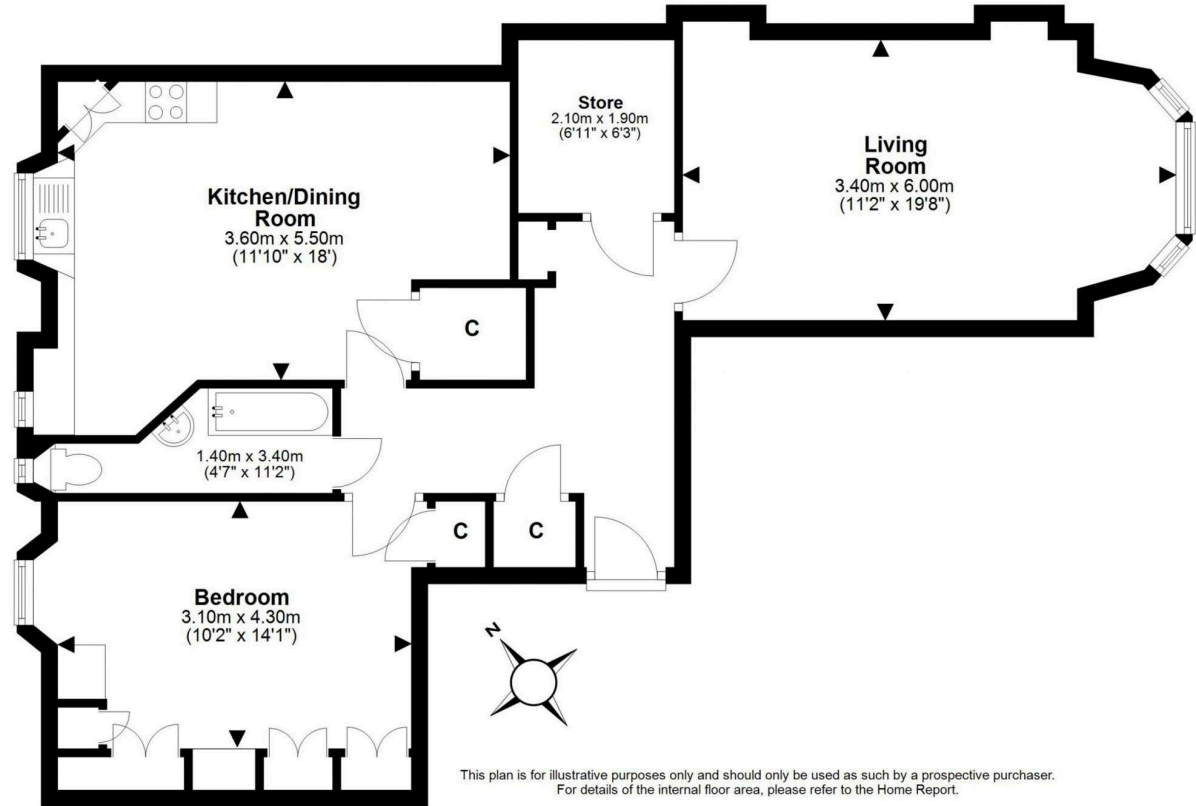 Store
2.10m x 1.90m
(6'11" x 6'3")
Living
Room
3.40m x 6.00m
(11'2" x 19'8")
Kitchen/Dining
Room
3.60m x 5.50m
(11'10" x 18')
C
1.40m x 3.40m
(4'7" x 11'2")
C
C
Bedroom
3.10m x 4.30m
(10'2" x 14'1")
N
This plan is for illustrative purposes only and should only be used as such by a prospective purchaser.
For details of the internal floor area, please refer to the Home Report.